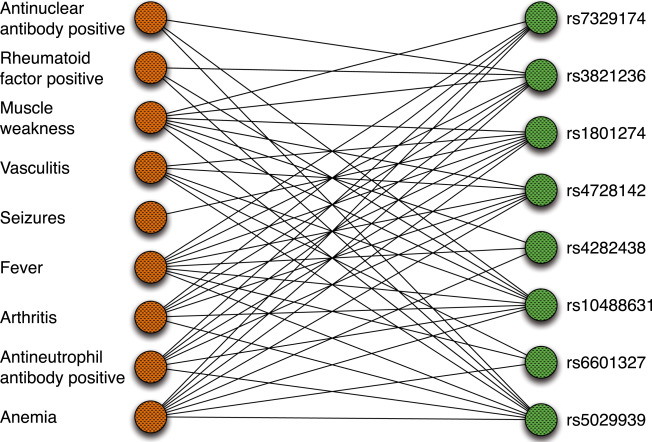 Antinuclear
antibody positive
Rheumatoid
factor positive
Muscle
weakness
Vasculitis
Seizures
Fever
Arthritis
Antineutrophil
antibody positive
Anemia
rs7329174
rs3821236
rs1801274
rs4728142
rs4282438
rs10488631
rs6601327
rs5029939